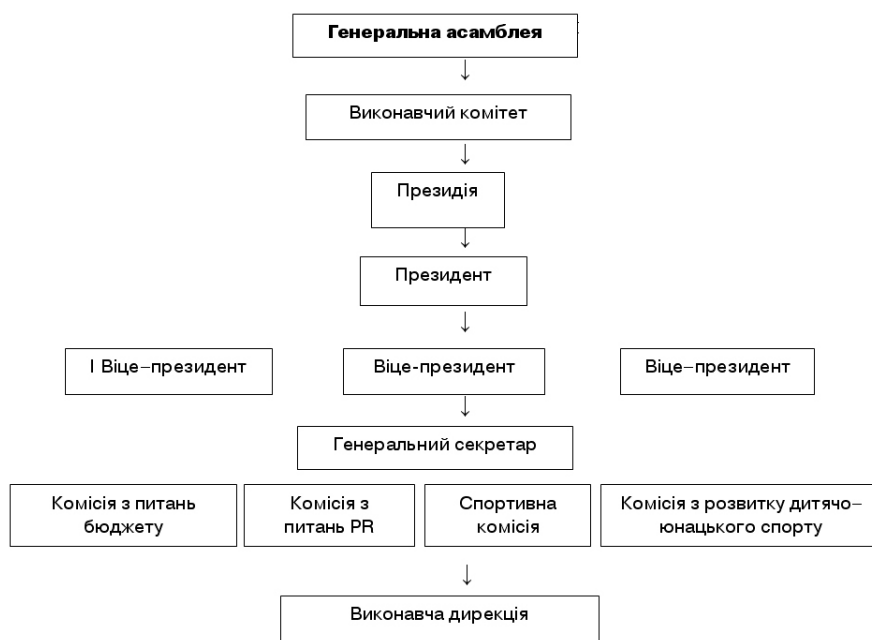 Генеральна асамблея
↓
Виконавчий комітет
↓
Президія
↓
Президент
↓
І Віце–президент
Віце-президент
Віце–президент
↓
Генеральний секретар
Комісія з питань
бюджету
Комісія з
питань PR
Спортивна
комісія
Комісія з розвитку дитячо–
юнацького спорту
↓
Виконавча дирекція